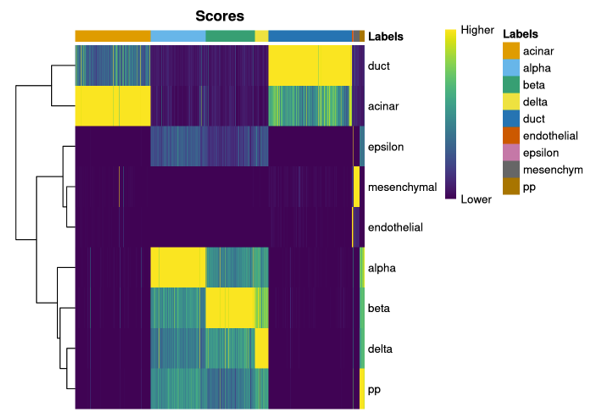 Scores
Labels
duct
acinar
epsilon
mesenchymal
endothelial
alpha
beta
delta
pp
Higher
Lower
Labels
acinar
alpha
beta
delta
duct
endothelial
epsilon
mesenchym
pp